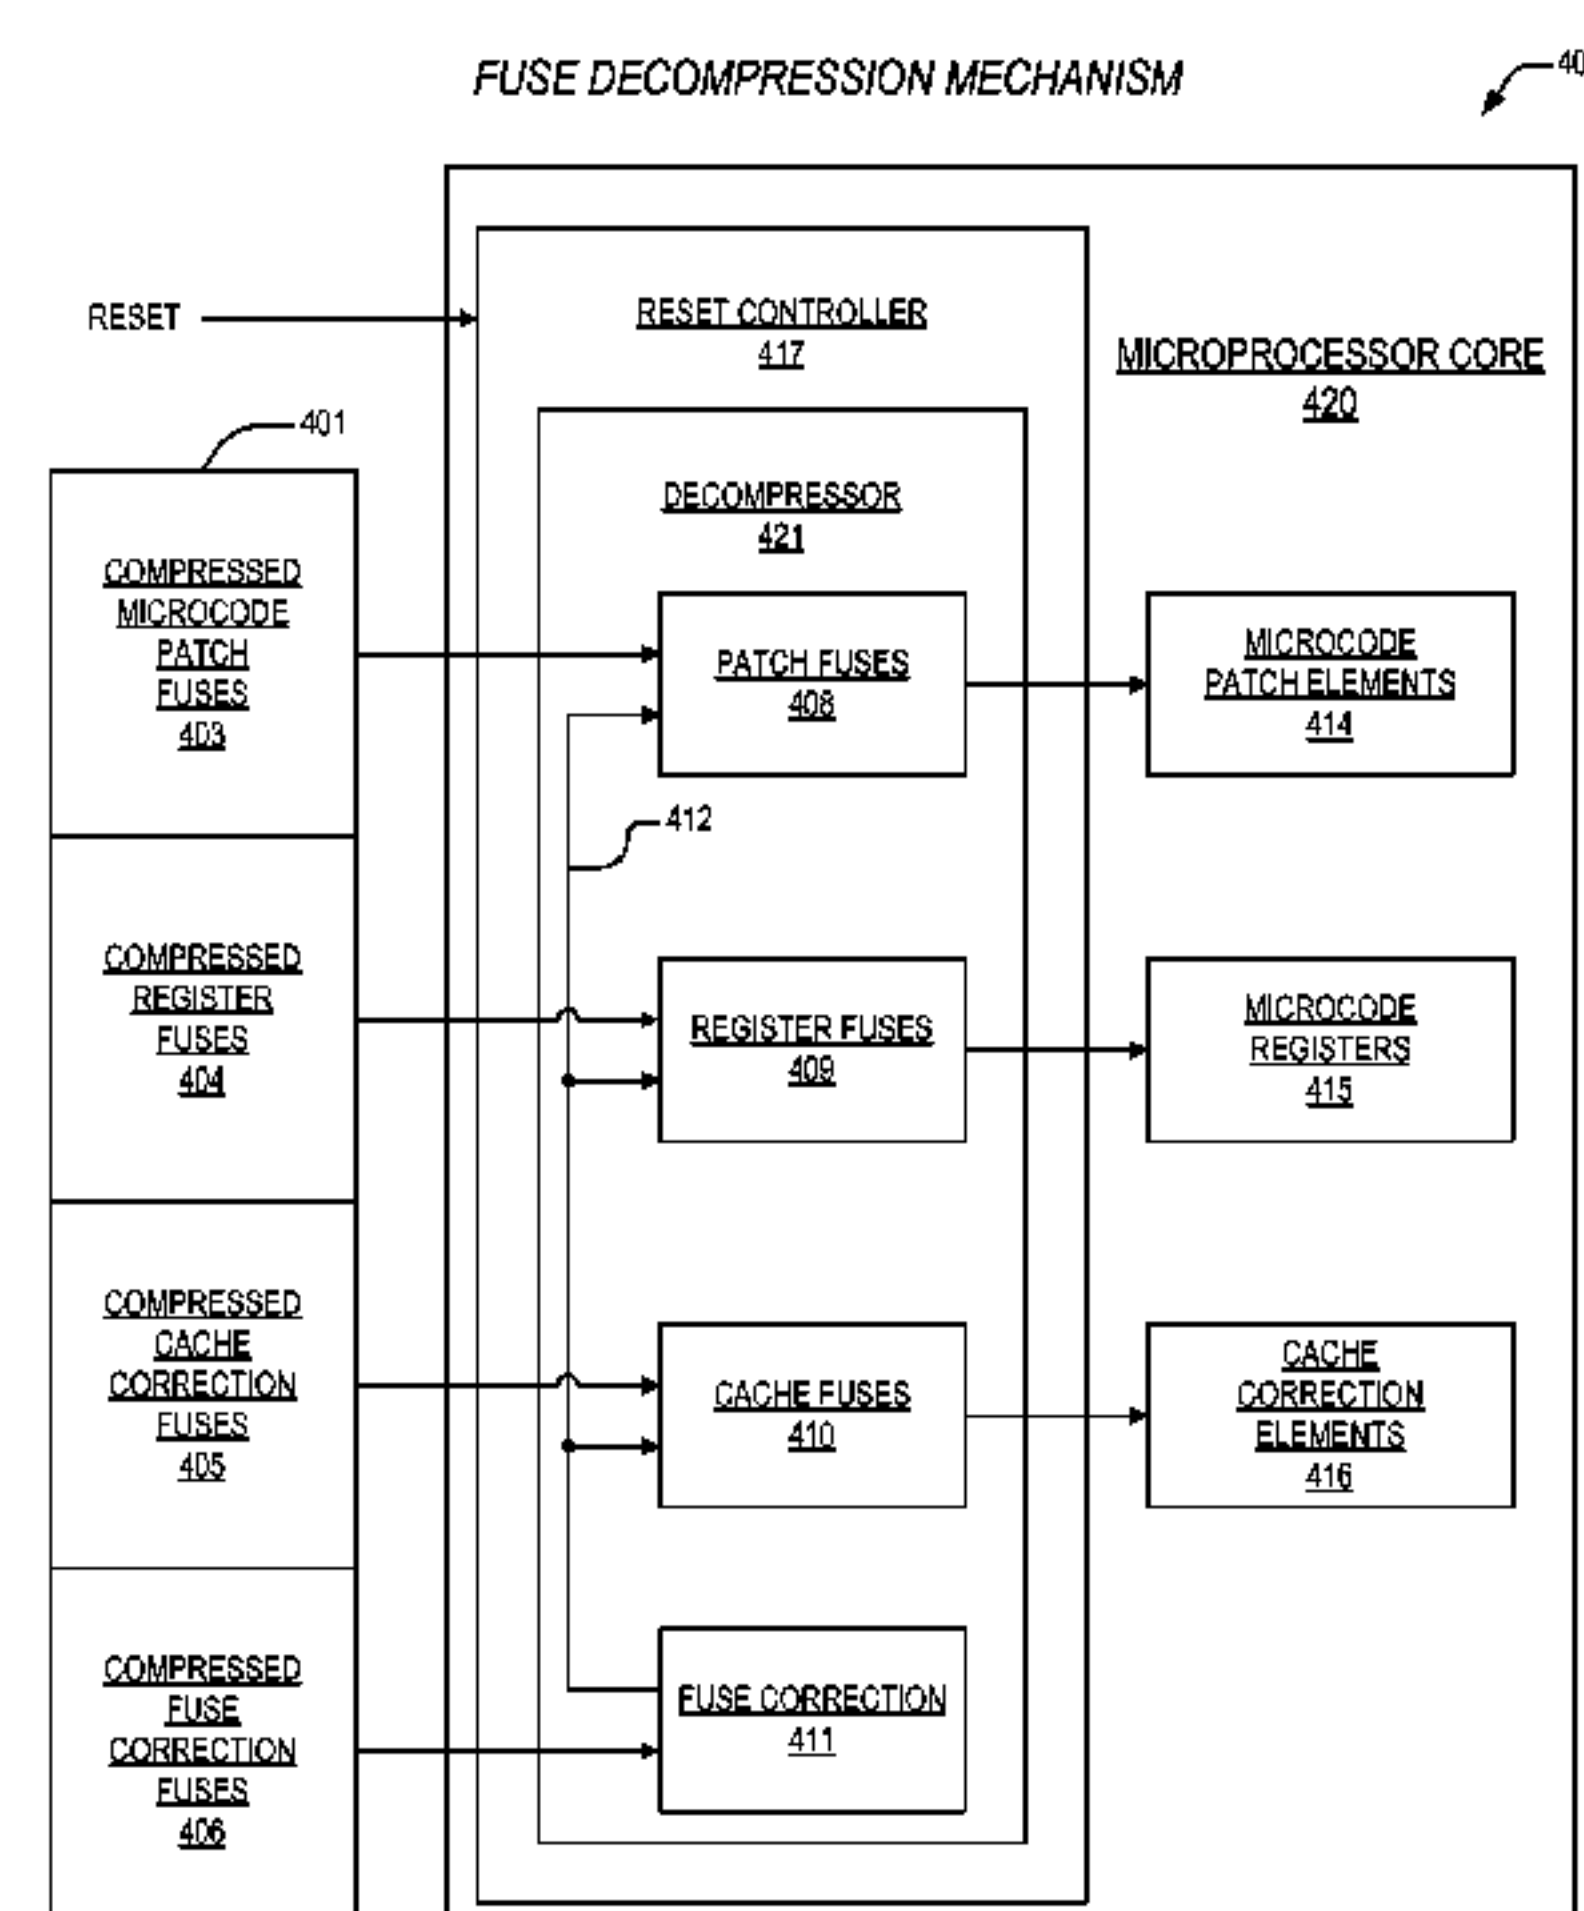 FUSE DECOMPRESSION MECHANISM
40
RESET
RESET CONTROLLER
417
MICROPROCESSOR CORE
420
401
DECOMPRESSOR
421
COMPRESSED
MICROCODE
PATCH
FUSES
403
PATCH FUSES
408
MICROCODE
PATCH ELEMENTS
414
412
COMPRESSED
REGISTER
FUSES
404
REGISTER FUSES
409
MICROCODE
REGISTERS
415
COMPRESSED
CACHE
CORRECTION
FUSES
405
CACHE FUSES
410
CACHE
CORRECTION
ELEMENTS
416
COMPRESSED
FUSE
CORRECTION
FUSES
406
FUSE CORRECTION
411